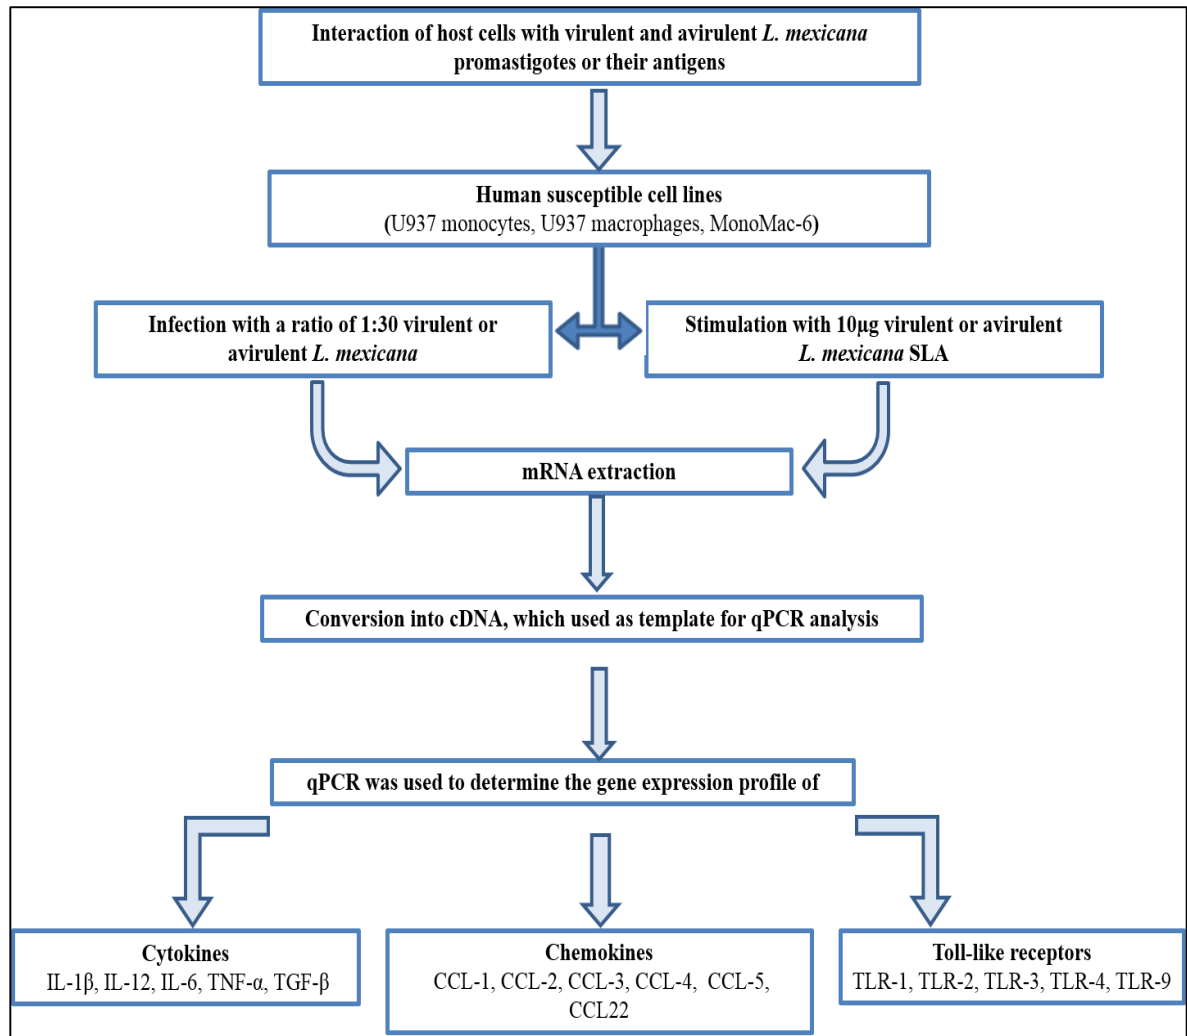 Interaction of host cells with virulent and avirulent L. mexicana
promastigotes or their antigens
Human susceptible cell lines
(U937 monocytes, U937 macrophages, MonoMac-6)
Infection with a ratio of 1:30 virulent or
avirulent L. mexicana
Stimulation with 10µg virulent or avirulent
L. mexicana SLA
mRNA extraction
Conversion into cDNA, which used as template for qPCR analysis
qPCR was used to determine the gene expression profile of
Cytokines
IL-1β, IL-12, IL-6, TNF-α, TGF-β
Chemokines
CCL-1, CCL-2, CCL-3, CCL-4, CCL-5,
CCL22
Toll-like receptors
TLR-1, TLR-2, TLR-3, TLR-4, TLR-9